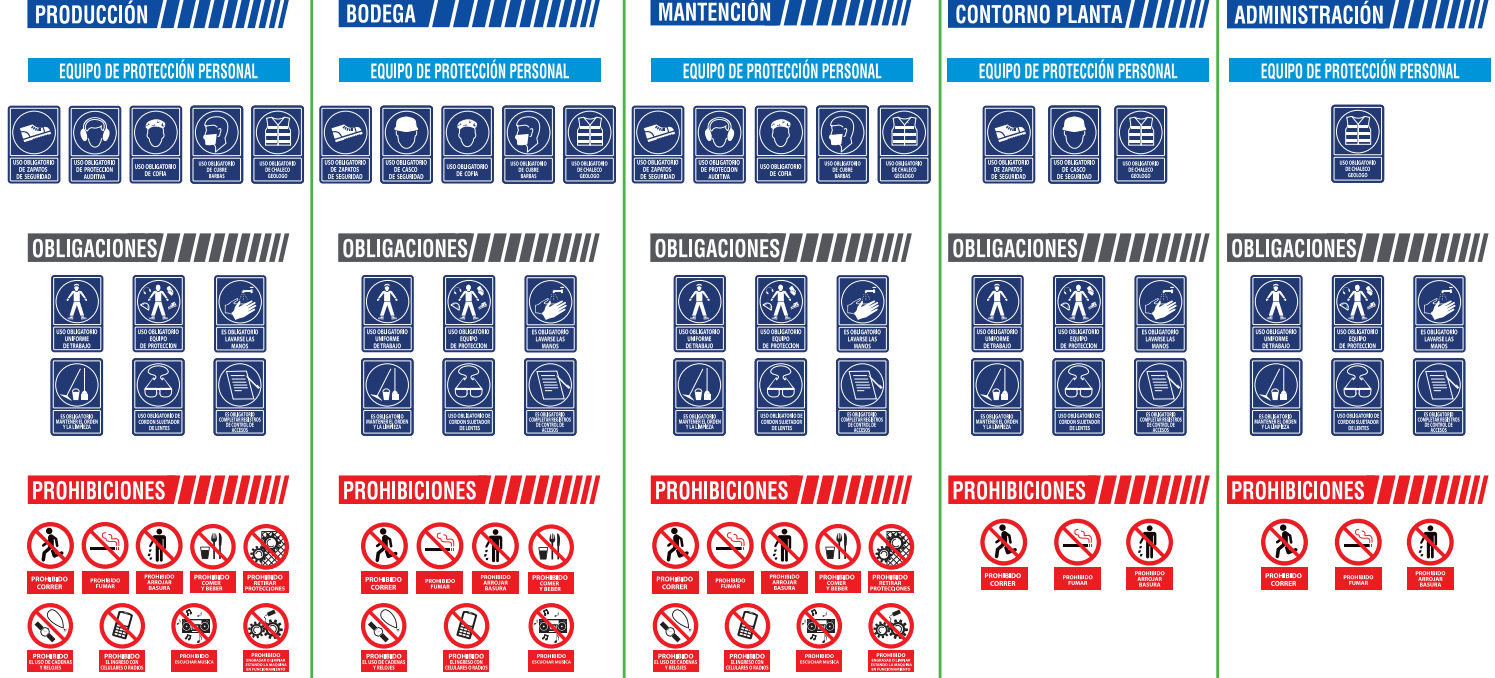 PRODUCCIÓN
EQUIPO DE PROTECCIÓN PERSONAL
USO OBLIGATORIO
DE ZAPATOS
DE SEGURIDAD
USO OBLIGATORIO
DE PROTECCION
AUDITIVA
USO OBLIGATORIO
DE COFIA
USO OBLIGATORIO
DE CUBRE
BARBAS
USO OBLIGATORIO
DE CHALECO
GEOLOGO
OBLIGACIONES
USO OBLIGATORIO
UNIFORME
DE TRABAJO
USO OBLIGATORIO
EQUIPO
DE PROTECCION
ES OBLIGATORIO
LAVARSE LAS
MANOS
ES OBLIGATORIO
MANTENER EL ORDEN
Y LA LIMPIEZA
USO OBLIGATORIO DE
CORDON SUJETADOR
DE LENTES
ES OBLIGATORIO
COMPLETAR REGISTROS
DE CONTROL DE
ACCESOS
PROHIBICIONES
PROHIBIDO
CORRER
PROHIBIDO
FUMAR
PROHIBIDO
ARROJAR
BASURA
PROHIBIDO
COMER
Y BEBER
PROHIBIDO
RETIRAR
PROTECCIONES
PROHIBIDO
EL USO DE CADENAS
Y RELOJES
PROHIBIDO
EL INGRESO CON
CELULARES O RADIOS
PROHIBIDO
ESCUCHAR MUSICA
PROHIBIDO
ENGRASAR O LIMPIAR
ESTANDO LA MAQUINA
EN FUNCIONAMIENTO
BODEGA
EQUIPO DE PROTECCIÓN PERSONAL
USO OBLIGATORIO
DE ZAPATOS
DE SEGURIDAD
USO OBLIGATORIO
DE CASCO
DE SEGURIDAD
USO OBLIGATORIO
DE COFIA
USO OBLIGATORIO
DE CUBRE
BARBAS
USO OBLIGATORIO
DE CHALECO
GEOLOGO
OBLIGACIONES
USO OBLIGATORIO
UNIFORME
DE TRABAJO
USO OBLIGATORIO
EQUIPO
DE PROTECCION
ES OBLIGATORIO
LAVARSE LAS
MANOS
ES OBLIGATORIO
MANTENER EL ORDEN
Y LA LIMPIEZA
USO OBLIGATORIO DE
CORDON SUJETADOR
DE LENTES
ES OBLIGATORIO
COMPLETAR REGISTROS
DE CONTROL DE
ACCESOS
PROHIBICIONES
PROHIBIDO
CORRER
PROHIBIDO
FUMAR
PROHIBIDO
ARROJAR
BASURA
PROHIBIDO
COMER
Y BEBER
PROHIBIDO
EL USO DE CADENAS
Y RELOJES
PROHIBIDO
EL INGRESO CON
CELULARES O RADIOS
PROHIBIDO
ESCUCHAR MUSICA
MANTENCIÓN
EQUIPO DE PROTECCIÓN PERSONAL
USO OBLIGATORIO
DE ZAPATOS
DE SEGURIDAD
USO OBLIGATORIO
DE PROTECCION
AUDITIVA
USO OBLIGATORIO
DE COFIA
USO OBLIGATORIO
DE CUBRE
BARBAS
USO OBLIGATORIO
DE CHALECO
GEOLOGO
OBLIGACIONES
USO OBLIGATORIO
UNIFORME
DE TRABAJO
USO OBLIGATORIO
EQUIPO
DE PROTECCION
ES OBLIGATORIO
LAVARSE LAS
MANOS
ES OBLIGATORIO
MANTENER EL ORDEN
Y LA LIMPIEZA
USO OBLIGATORIO DE
CORDON SUJETADOR
DE LENTES
ES OBLIGATORIO
COMPLETAR REGISTROS
DE CONTROL DE
ACCESOS
PROHIBICIONES
PROHIBIDO
CORRER
PROHIBIDO
FUMAR
PROHIBIDO
ARROJAR
BASURA
PROHIBIDO
COMER
Y BEBER
PROHIBIDO
RETIRAR
PROTECCIONES
PROHIBIDO
EL USO DE CADENAS
Y RELOJES
PROHIBIDO
EL INGRESO CON
CELULARES O RADIOS
PROHIBIDO
ESCUCHAR MUSICA
PROHIBIDO
ENGRASAR O LIMPIAR
ESTANDO LA MAQUINA
EN FUNCIONAMIENTO
CONTORNO PLANTA
EQUIPO DE PROTECCIÓN PERSONAL
USO OBLIGATORIO
DE ZAPATOS
DE SEGURIDAD
USO OBLIGATORIO
DE CASCO
DE SEGURIDAD
USO OBLIGATORIO
DE CHALECO
GEOLOGO
OBLIGACIONES
USO OBLIGATORIO
UNIFORME
DE TRABAJO
USO OBLIGATORIO
EQUIPO
DE PROTECCION
ES OBLIGATORIO
LAVARSE LAS
MANOS
ES OBLIGATORIO
MANTENER EL ORDEN
Y LA LIMPIEZA
USO OBLIGATORIO DE
CORDON SUJETADOR
DE LENTES
ES OBLIGATORIO
COMPLETAR REGISTROS
DE CONTROL DE
ACCESOS
PROHIBICIONES
PROHIBIDO
CORRER
PROHIBIDO
FUMAR
PROHIBIDO
ARROJAR
BASURA
ADMINISTRACIÓN
EQUIPO DE PROTECCIÓN PERSONAL
USO OBLIGATORIO
DE CHALECO
GEOLOGO
OBLIGACIONES
USO OBLIGATORIO
UNIFORME
DE TRABAJO
USO OBLIGATORIO
EQUIPO
DE PROTECCION
ES OBLIGATORIO
LAVARSE LAS
MANOS
ES OBLIGATORIO
MANTENER EL ORDEN
Y LA LIMPIEZA
USO OBLIGATORIO DE
CORDON SUJETADOR
DE LENTES
ES OBLIGATORIO
COMPLETAR REGISTROS
DE CONTROL DE
ACCESOS
PROHIBICIONES
PROHIBIDO
CORRER
PROHIBIDO
FUMAR
PROHIBIDO
ARROJAR
BASURA